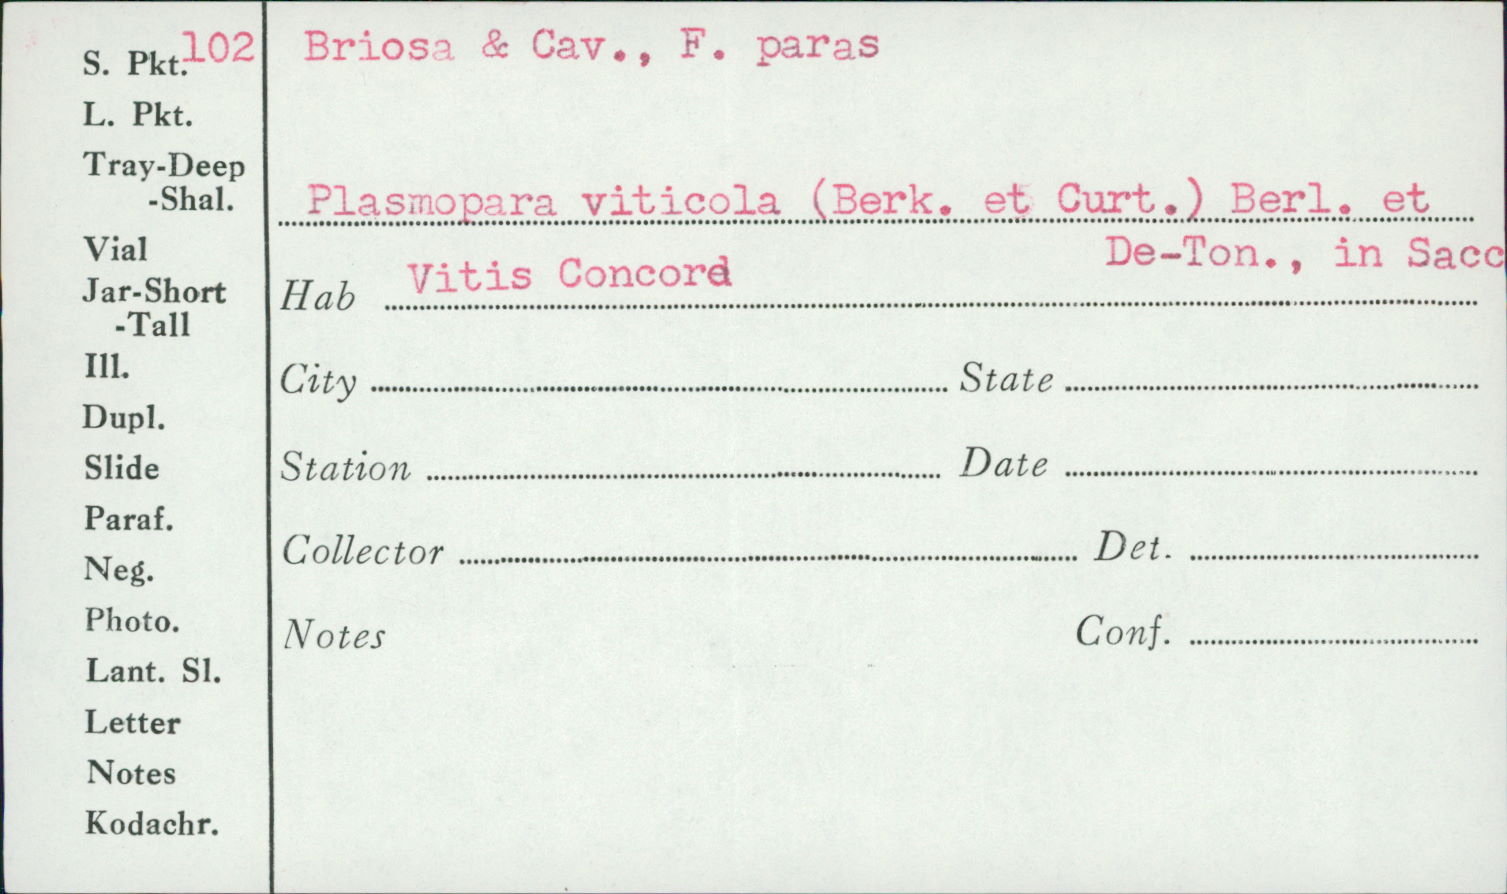 S. Pkt.102
L. Pkt.
Tray-Deep
-Shal.
Vial
Jar-Short
-Tall
Ill.
Dupl.
Slide
Paraf.
Neg.
Photo.
Lant. Sl.
Letter
Notes
Kodachr.
Briosa & Cav., F. paras
Plasmopara viticola (Berk. et Curt.) Berl. et
De-Ton., in Sacc
Hab Vitis Concord
City State
Station Date
Collector Det.
Notes Conf.